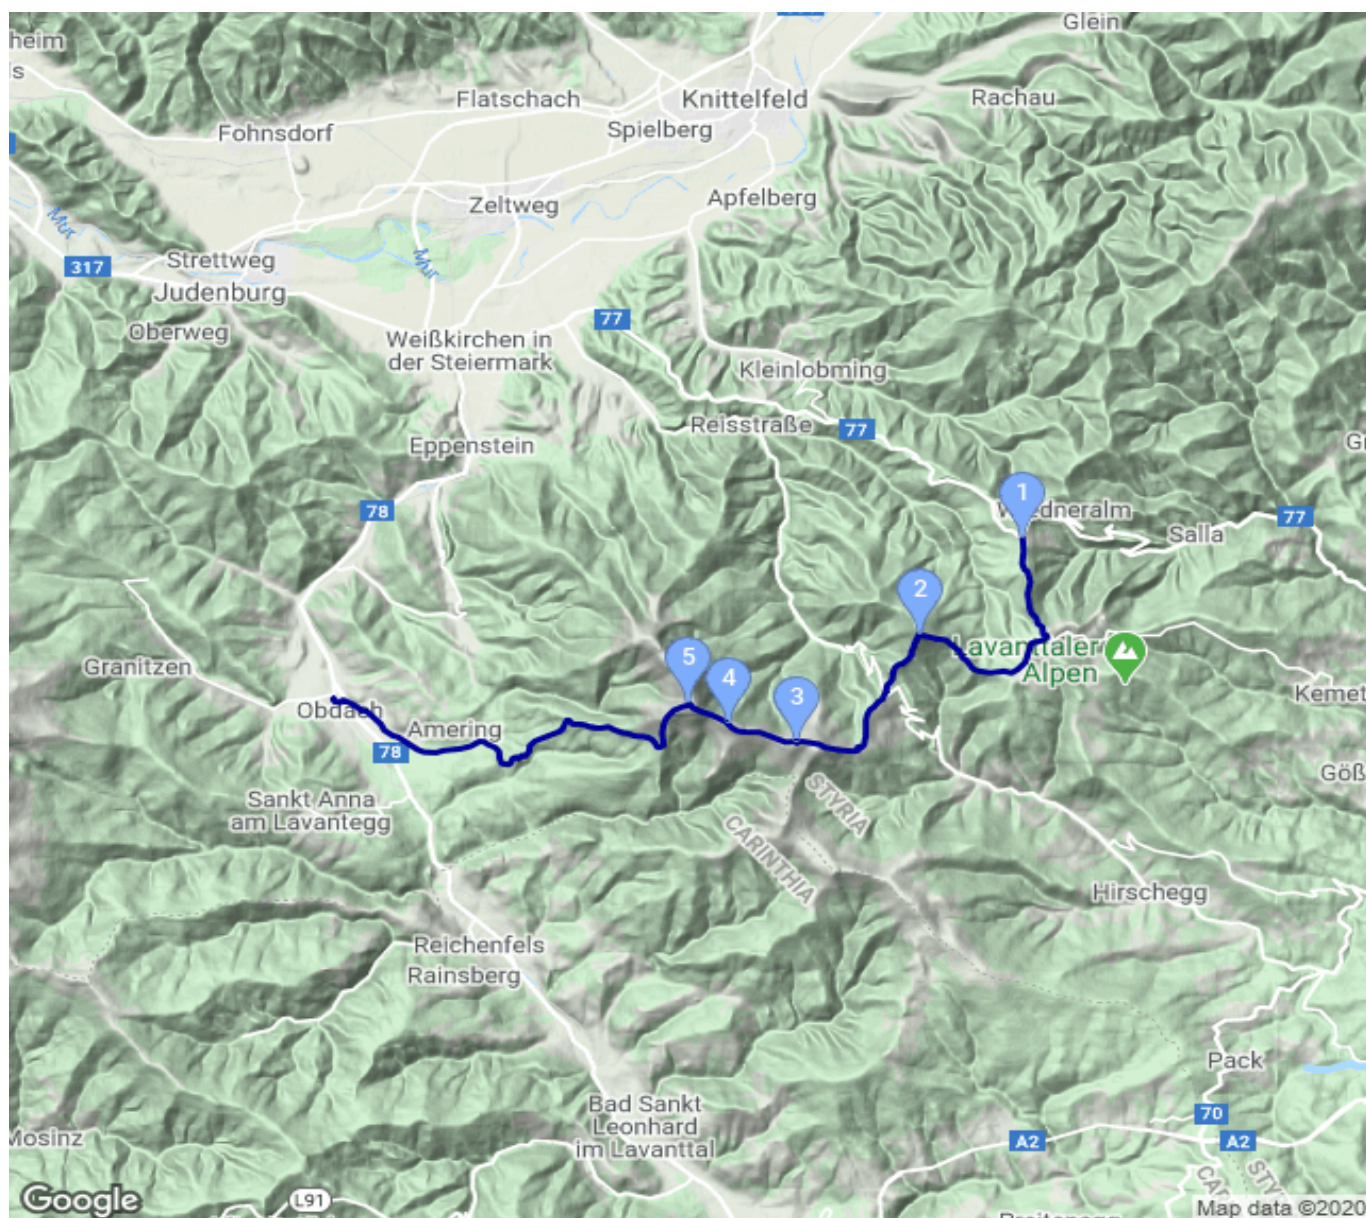 Glein
heim
s
Flatschach
Knittelfeld
Rachau
Fohnsdorf
Spielberg
Apfelberg
Zeltweg
Mur
Mur
Strettweg
317
Judenburg
Oberweg
77
Weißkirchen in
der Steiermark
Kleinlobming
Reisstraße
77
Eppenstein
1
78
77
Salla
2
Lavanttaler
Alpen
Granitzen
5
4
3
Kemet
Obdach
Amering
78
Göß
Sankt Anna
am Lavantegg
STYRIA
CARINTHIA
Hirschegg
Reichenfels
Rainsberg
Pack
Bad Sankt
Leonhard
im Lavanttal
70
A2
A2
Mosinz
L91
Google
Map data ©2020